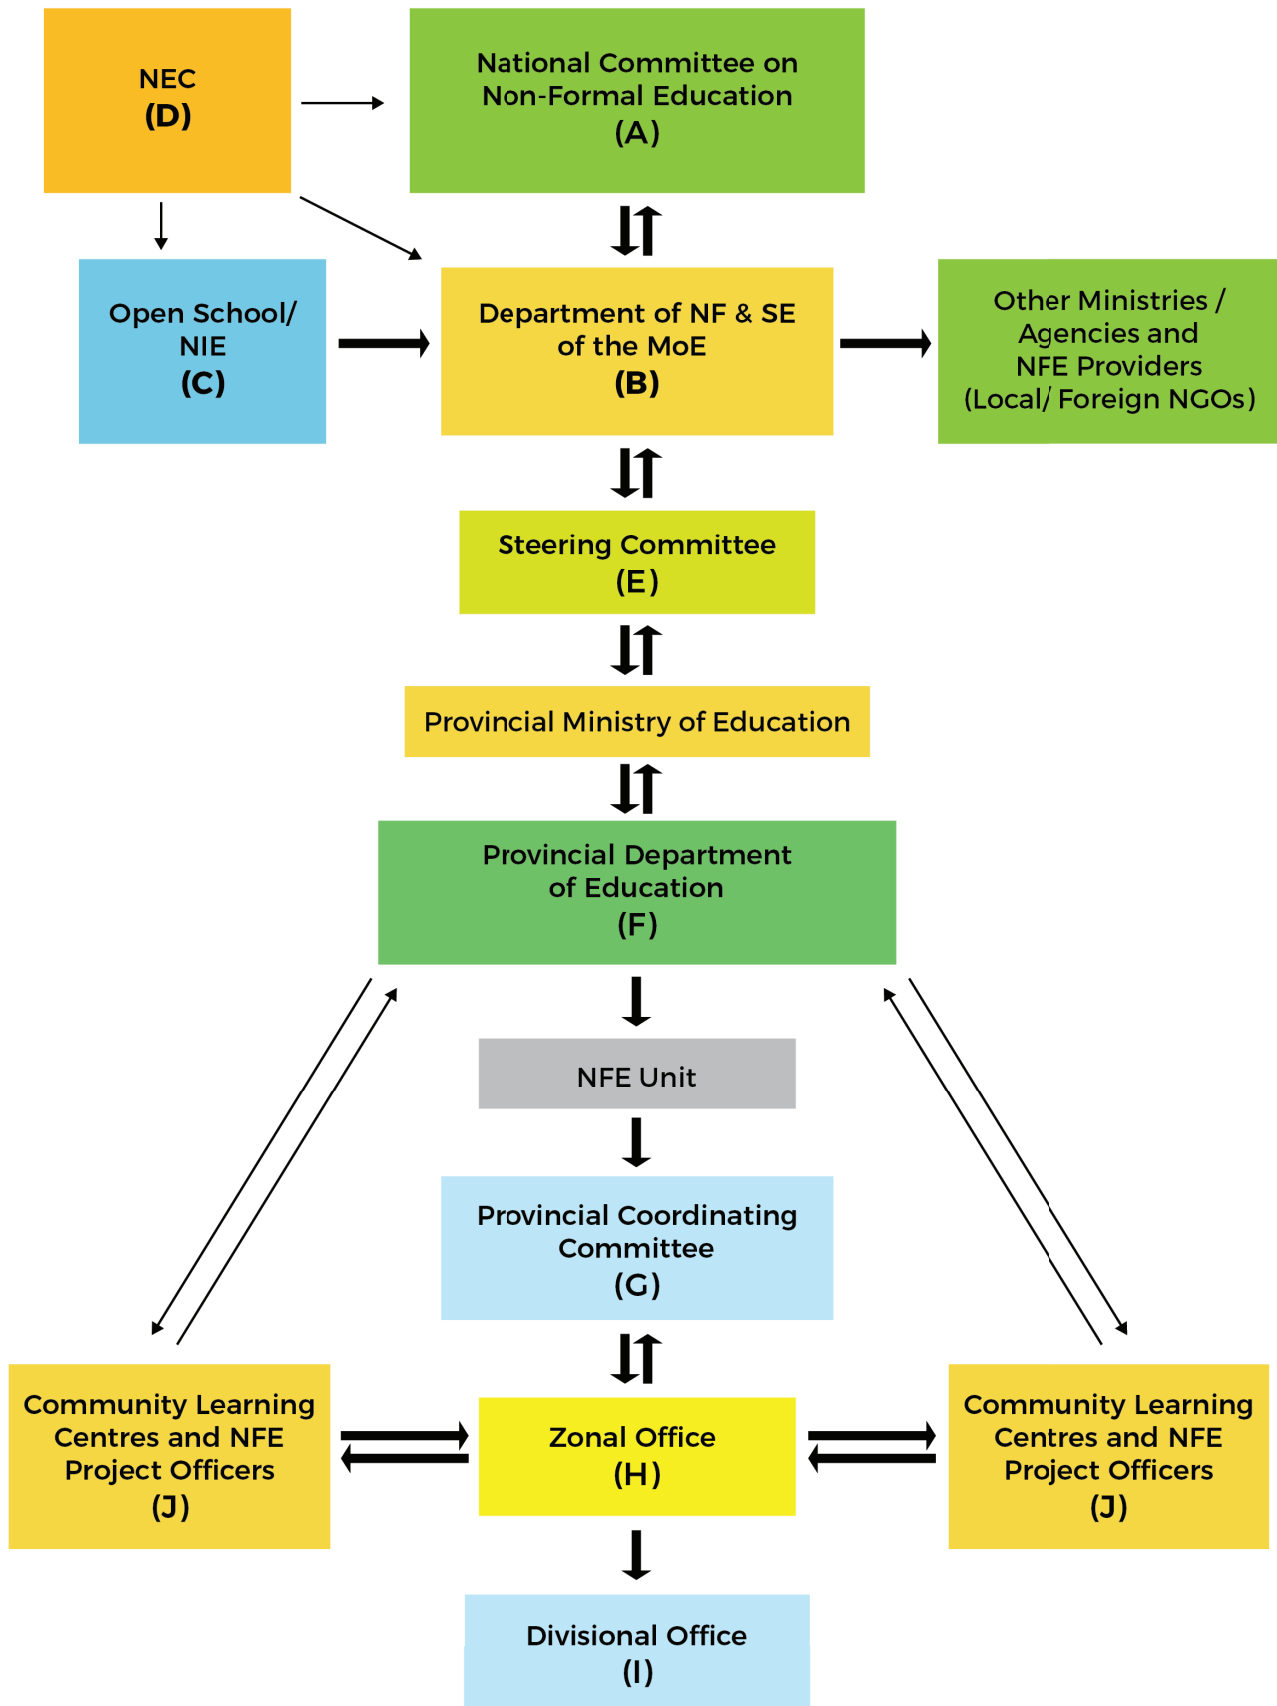 NEC
(D)
National Committee on
Non-Formal Education
(A)
Open School/
NIE
(C)
Department of NF & SE
of the MoE
(B)
Other Ministries /
Agencies and
NFE Providers
(Local/ Foreign NGOs)
Steering Committee
(E)
Provincial Ministry of Education
Provincial Department
of Education
(F)
NFE Unit
Provincial Coordinating
Committee
(G)
Community Learning
Centres and NFE
Project Officers
(J)
Zonal Office
(H)
Community Learning
Centres and NFE
Project Officers
(J)
Divisional Office
(I)